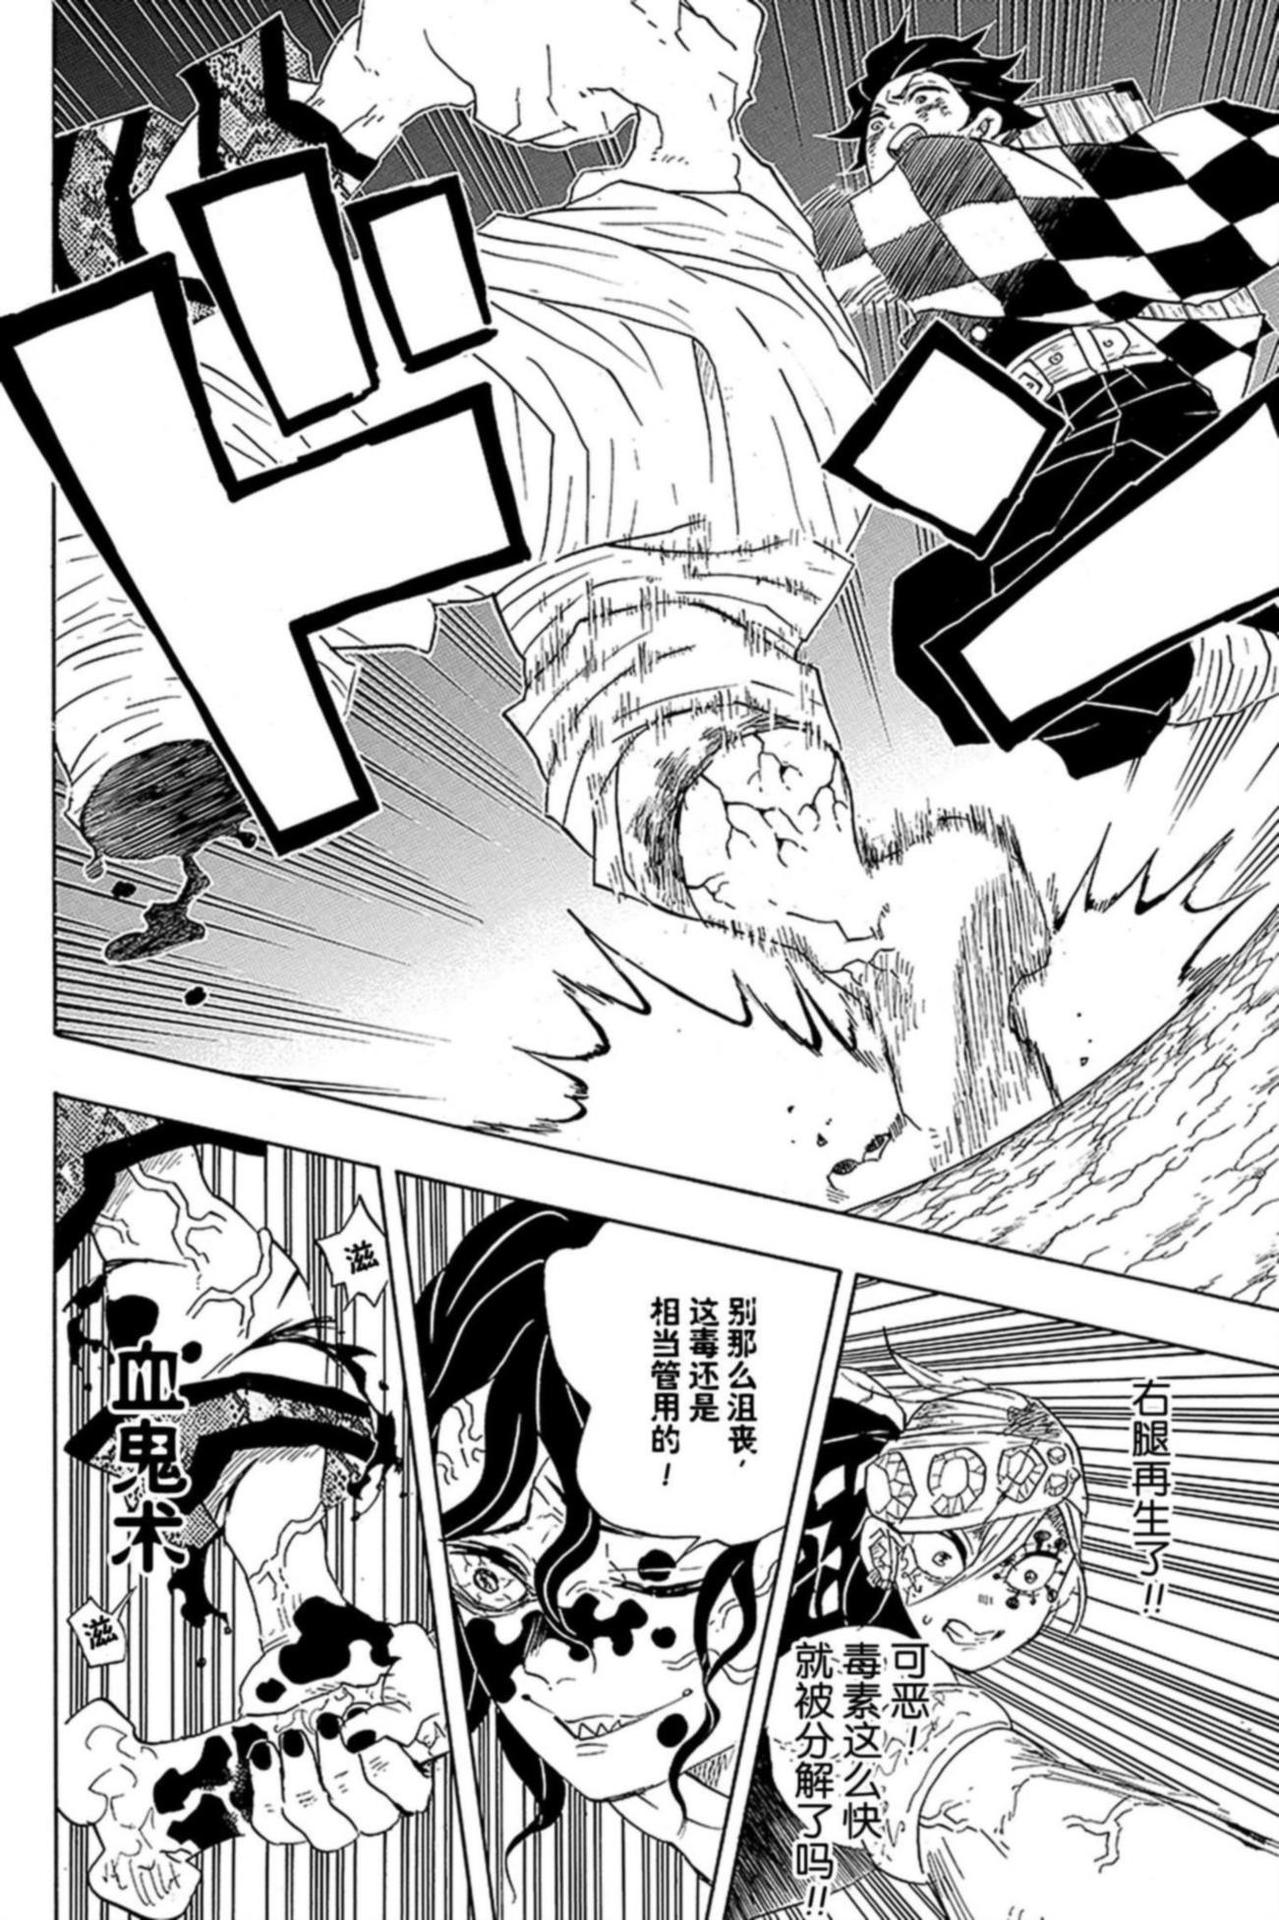 ドン
右腿再生了!!
可恶!
毒素这么快
就被分解了吗!!
别那么沮丧,
这毒还是
相当管用的!
滋
血鬼术
滋